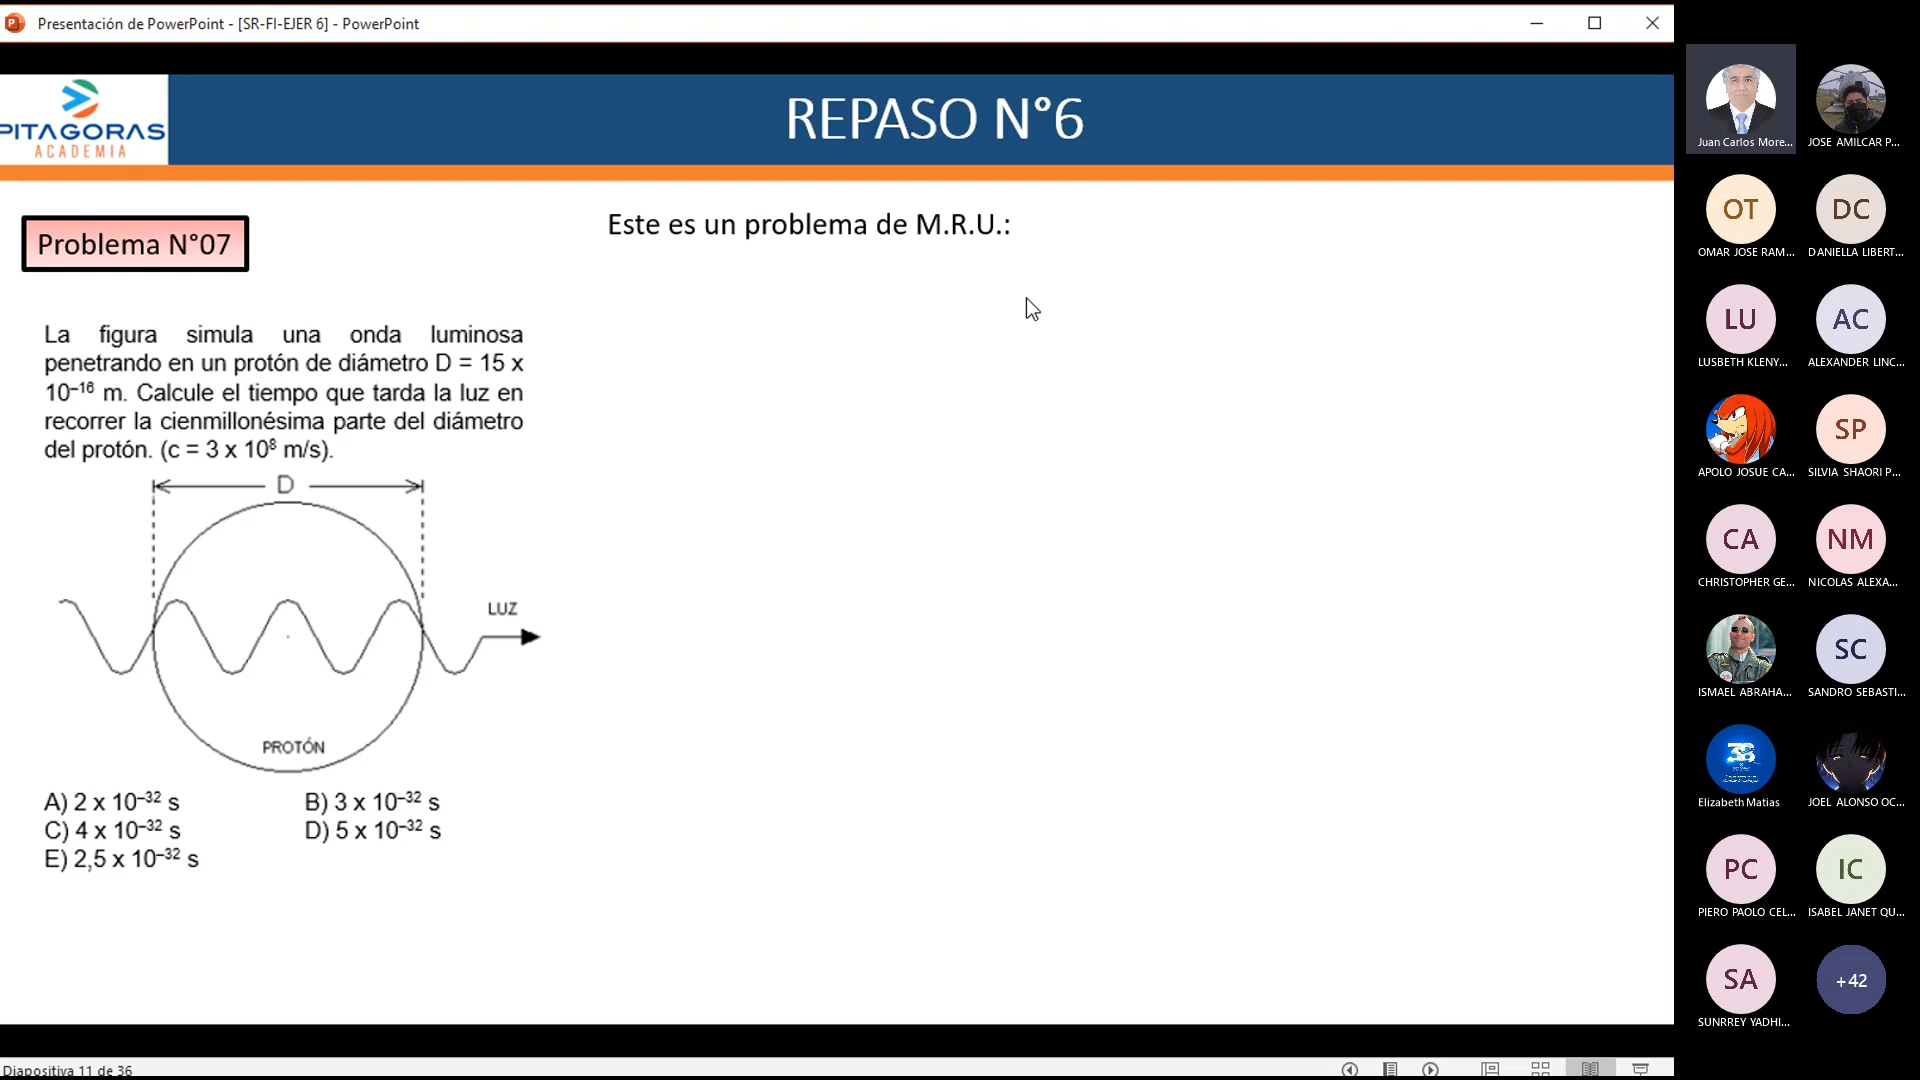 Presentación de PowerPoint - [SR-FI-EJER 6] - PowerPoint
PITAGORAS
ACADEMIA
REPASO N°6
Problema N°07
Este es un problema de M.R.U.:
La figura simula una onda luminosa
penetrando en un protón de diámetro D = 15 x
10⁻¹⁶ m. Calcule el tiempo que tarda la luz en
recorrer la cienmillonésima parte del diámetro
del protón. (c = 3 x 10⁸ m/s).
D
LUZ
PROTÓN
A) 2 x 10⁻³² s
B) 3 x 10⁻³² s
C) 4 x 10⁻³² s
D) 5 x 10⁻³² s
E) 2,5 x 10⁻³² s
Diapositiva 11 de 36
Juan Carlos More...
JOSE AMILCAR P...
OT
DC
OMAR JOSE RAM...
DANIELLA LIBERT...
LU
AC
LUSBETH KLENY...
ALEXANDER LINC...
SP
APOLO JOSUE CA...
SILVIA SHAORI P...
CA
NM
CHRISTOPHER GE...
NICOLAS ALEXA...
SC
ISMAEL ABRAHA...
SANDRO SEBASTI...
Elizabeth Matias
JOEL ALONSO OC...
PC
IC
PIERO PAOLO CEL...
ISABEL JANET QU...
SA
+42
SUNRREY YADHI...